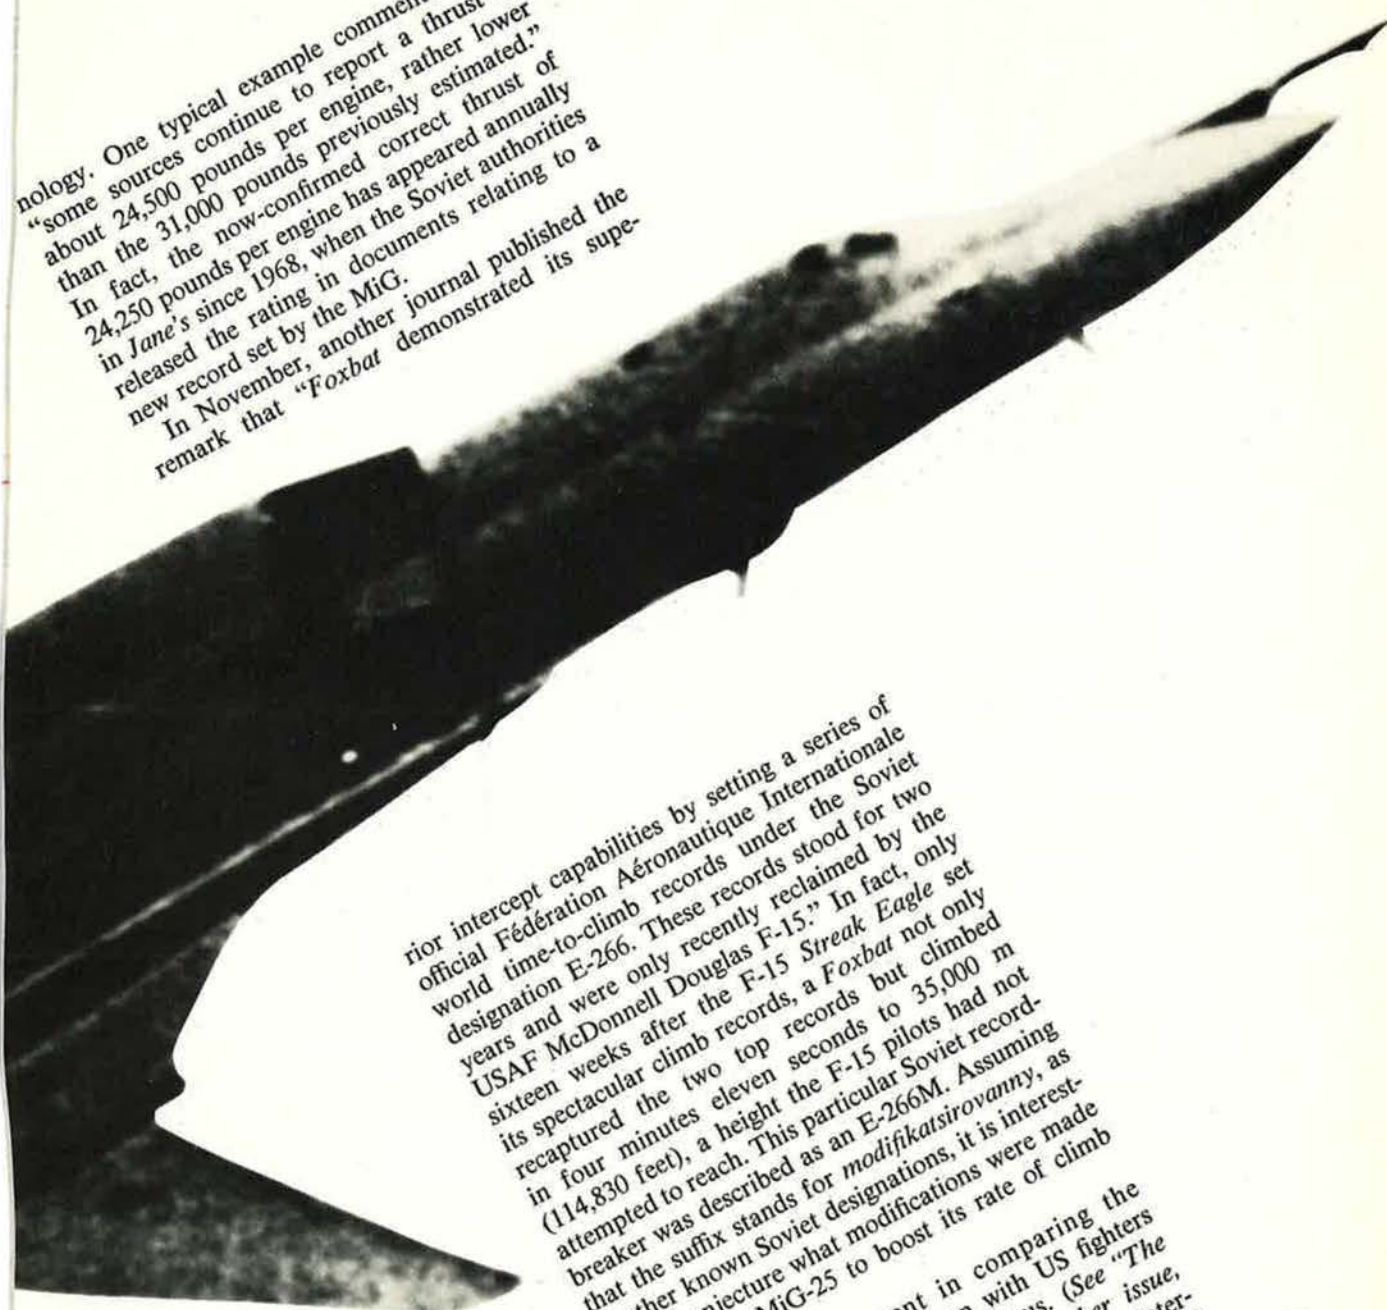 nology. One typical example comment
“some sources continue to report a thrust
about 24,500 pounds per engine, rather lower
than the 31,000 pounds previously estimated.”
In fact, the now-confirmed correct thrust of
24,250 pounds per engine has appeared annually
in Jane's since 1968, when the Soviet authorities
released the rating in documents relating to a
new record set by the MiG.
In November, another journal published the
remark that “Foxbat demonstrated its supe-
rior intercept capabilities by setting a series of
official Fédération Aéronautique Internationale
world time-to-climb records under the Soviet
designation E-266. These records stood for two
years and were only recently reclaimed by the
USAF McDonnell Douglas F-15.” In fact, only
sixteen weeks after the F-15 Streak Eagle set
its spectacular climb records, a Foxbat not only
recaptured the two top records but climbed
in four minutes eleven seconds to 35,000 m
(114,830 feet), a height the F-15 pilots had not
attempted to reach. This particular Soviet record-
breaker was described as an E-266M. Assuming
that the suffix stands for modifikatsirovanny, as
known Soviet designations, it is interest-
what modifications were made
MiG-25 to boost its rate of climb
in comparing the
with US fighters
(See “The
issue,